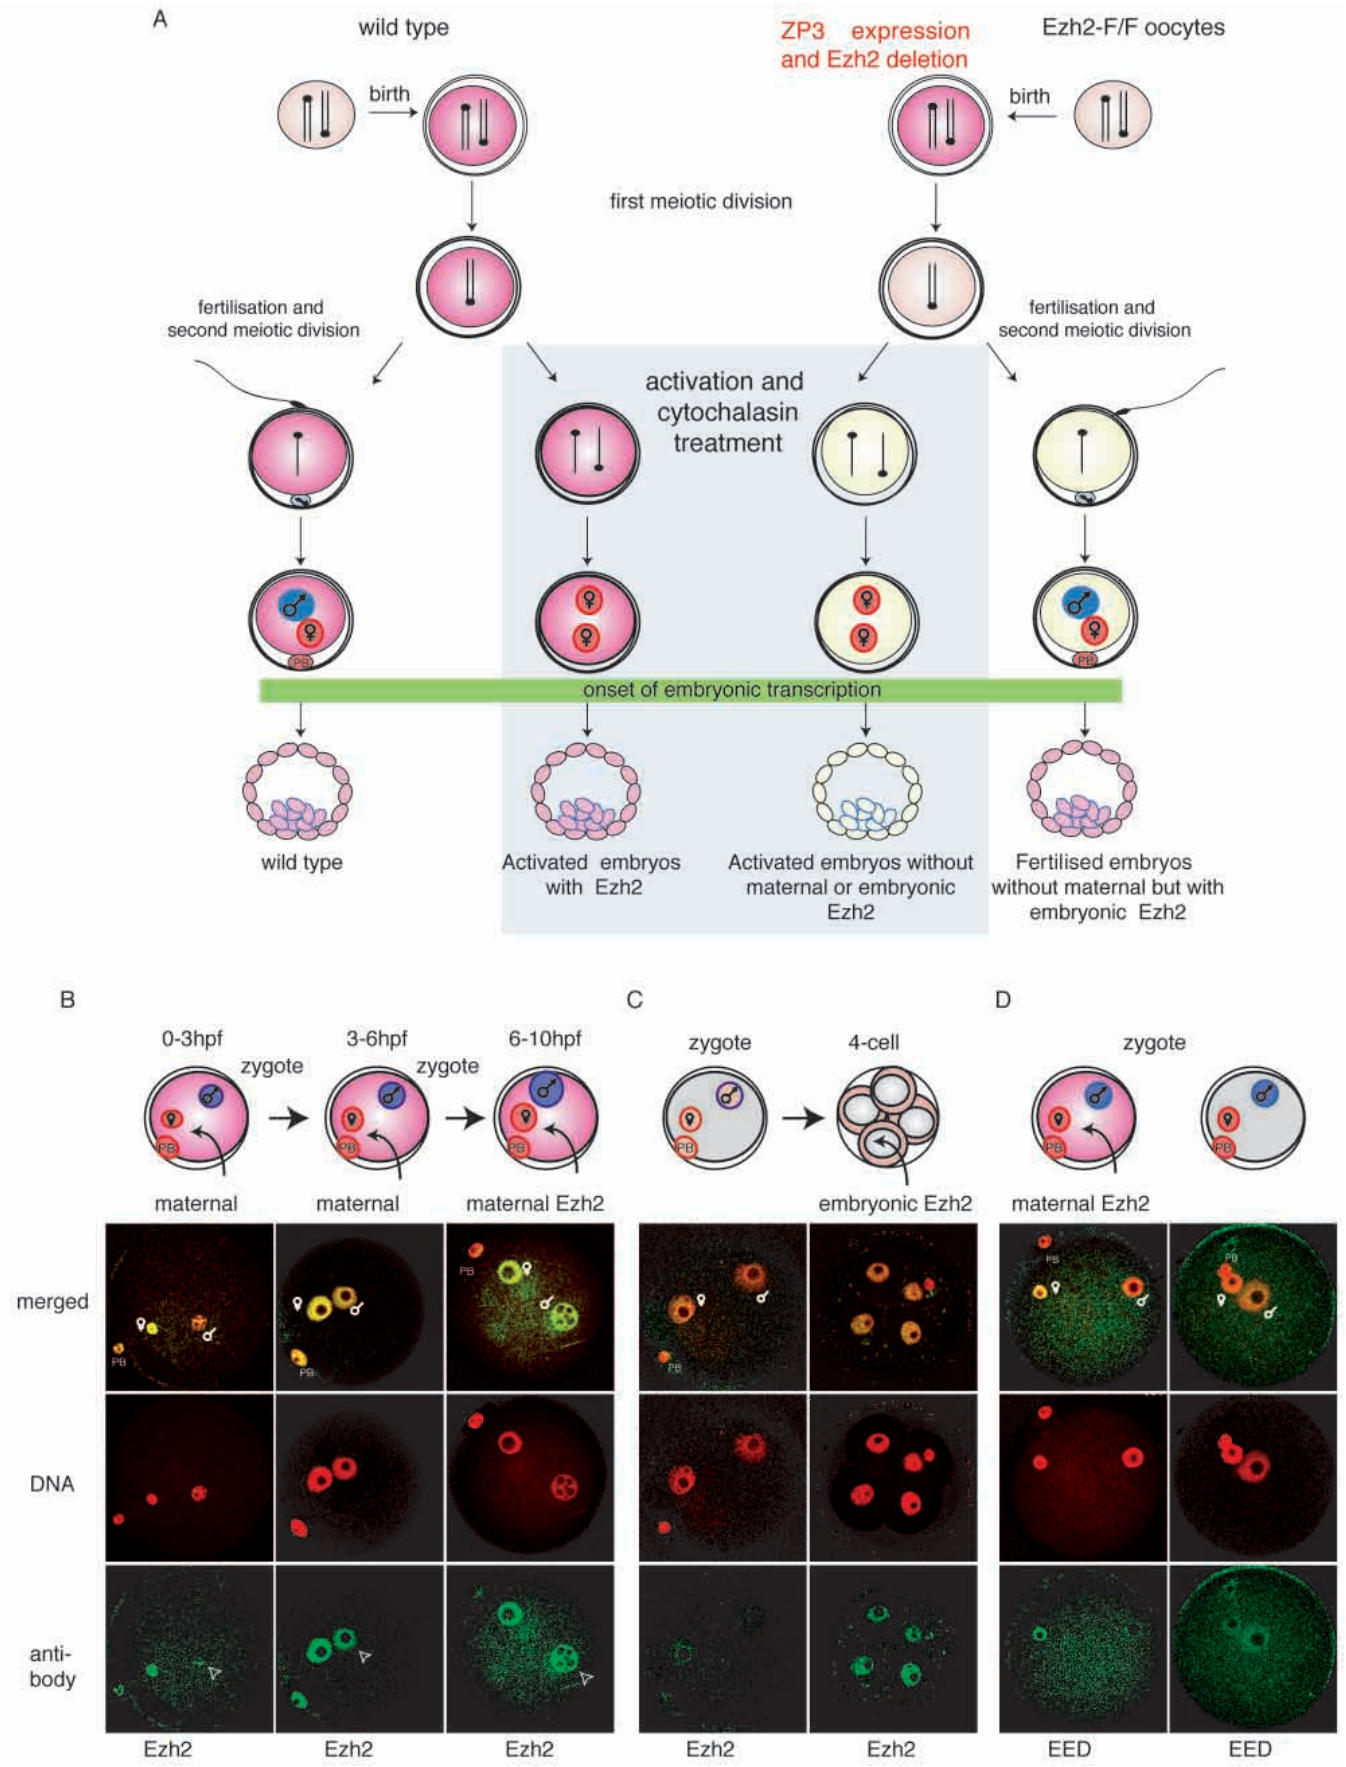 A
wild type
ZP3 expression
and Ezh2 deletion
Ezh2-F/F oocytes
birth
birth
first meiotic division
fertilisation and
second meiotic division
fertilisation and
second meiotic division
activation and
cytochalasin
treatment
PB
PB
onset of embryonic transcription
wild type
Activated embryos
with Ezh2
Activated embryos without
maternal or embryonic
Ezh2
Fertilised embryos
without maternal but with
embryonic Ezh2
B
C
D
0-3hpf
zygote
3-6hpf
zygote
6-10hpf
zygote
4-cell
zygote
PB
PB
PB
PB
PB
PB
maternal
maternal
maternal Ezh2
embryonic Ezh2
maternal Ezh2
merged
PB
PB
PB
PB
PB
PB
DNA
anti-
body
Ezh2
Ezh2
Ezh2
Ezh2
Ezh2
EED
EED